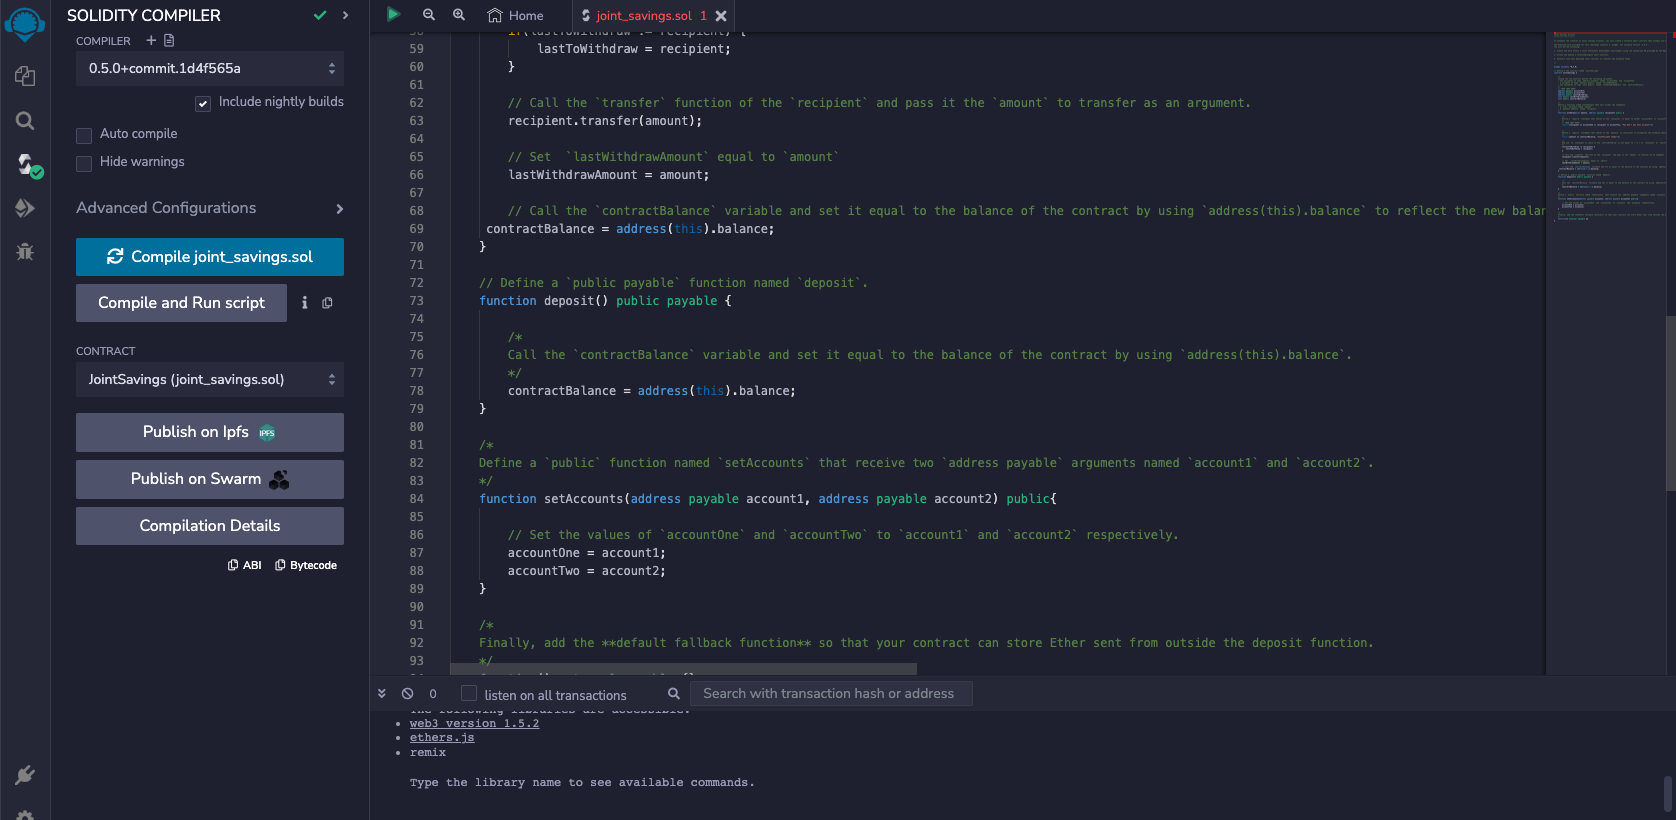 SOLIDITY COMPILER
COMPILER
0.5.0+commit.1d4f565a
Include nightly builds
Auto compile
Hide warnings
Advanced Configurations
Compile joint_savings.sol
Compile and Run script
CONTRACT
JointSavings (joint_savings.sol)
Publish on Ipfs
IPFS
Publish on Swarm
Compilation Details
ABI
Bytecode
Home
joint_savings.sol 1
58 if(lastToWithdraw != recipient) {
59 lastToWithdraw = recipient;
60 }
61
62 // Call the `transfer` function of the `recipient` and pass it the `amount` to transfer as an argument.
63 recipient.transfer(amount);
64
65 // Set  `lastWithdrawAmount` equal to `amount`
66 lastWithdrawAmount = amount;
67
68 // Call the `contractBalance` variable and set it equal to the balance of the contract by using `address(this).balance` to reflect the new balan
69 contractBalance = address(this).balance;
70 }
71
72 // Define a `public payable` function named `deposit`.
73 function deposit() public payable {
74
75 /*
76 Call the `contractBalance` variable and set it equal to the balance of the contract by using `address(this).balance`.
77 */
78 contractBalance = address(this).balance;
79 }
80
81 /*
82 Define a `public` function named `setAccounts` that receive two `address payable` arguments named `account1` and `account2`.
83 */
84 function setAccounts(address payable account1, address payable account2) public{
85
86 // Set the values of `accountOne` and `accountTwo` to `account1` and `account2` respectively.
87 accountOne = account1;
88 accountTwo = account2;
89 }
90
91 /*
92 Finally, add the **default fallback function** so that your contract can store Ether sent from outside the deposit function.
93 */
0
listen on all transactions
Search with transaction hash or address
The following libraries are accessible:
• web3 version 1.5.2
• ethers.js
• remix
Type the library name to see available commands.